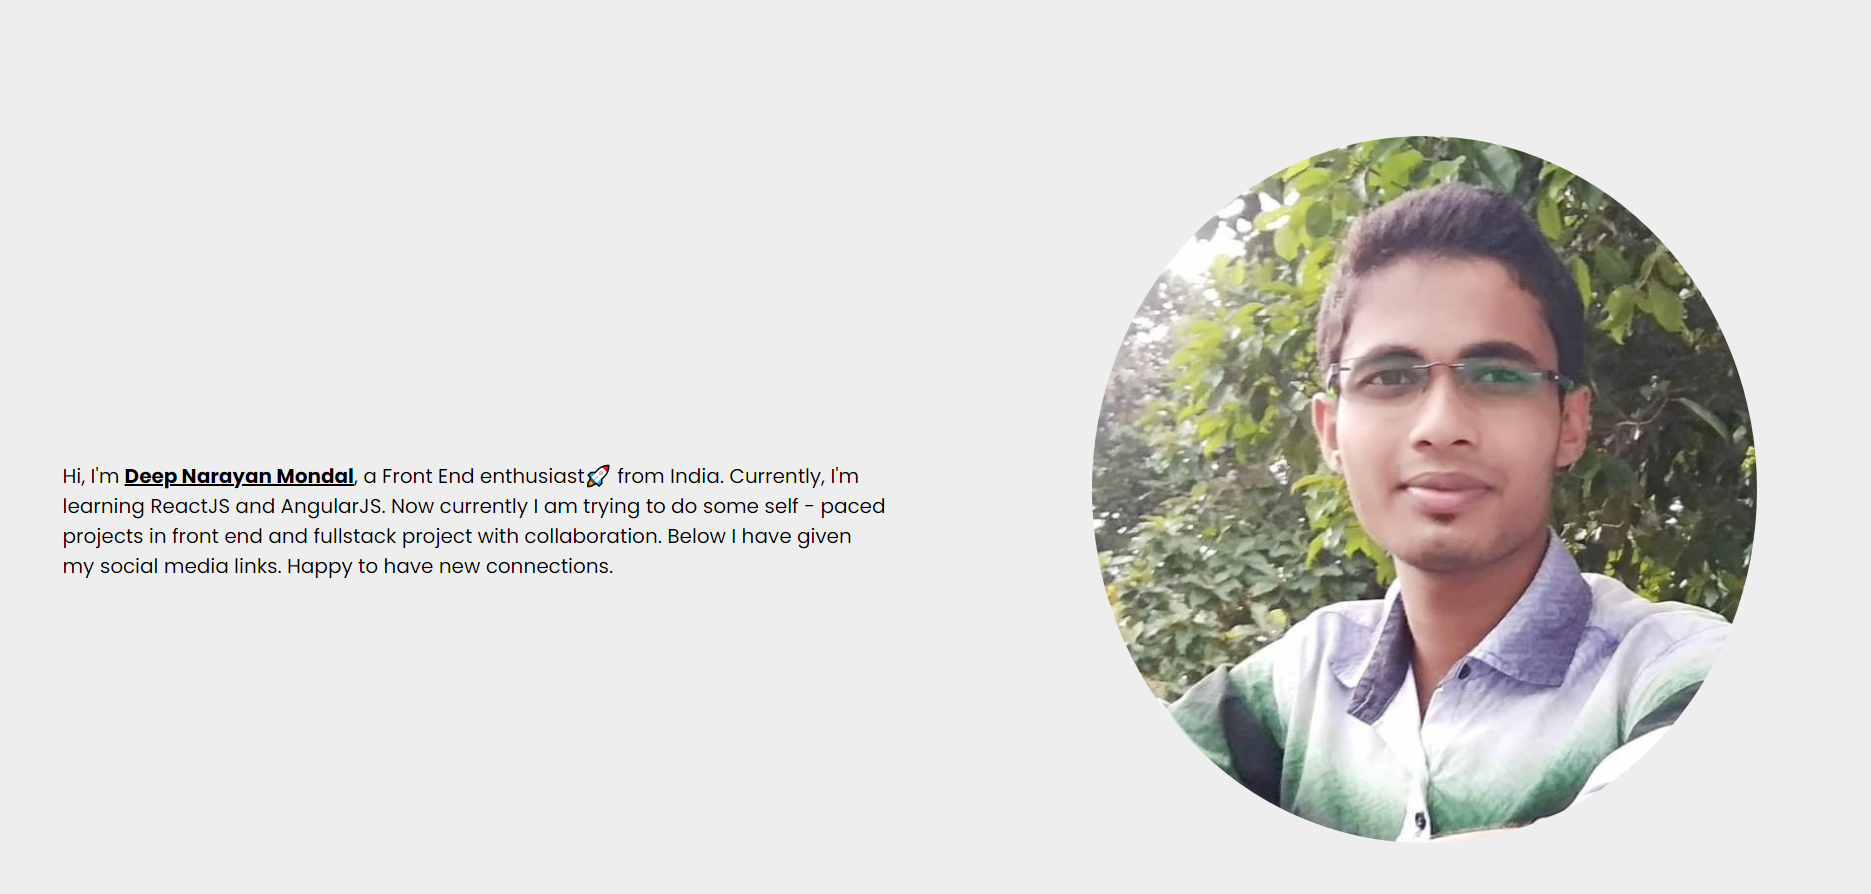 Hi, I'm Deep Narayan Mondal, a Front End enthusiast🚀 from India. Currently, I'm
learning ReactJS and AngularJS. Now currently I am trying to do some self - paced
projects in front end and fullstack project with collaboration. Below I have given
my social media links. Happy to have new connections.